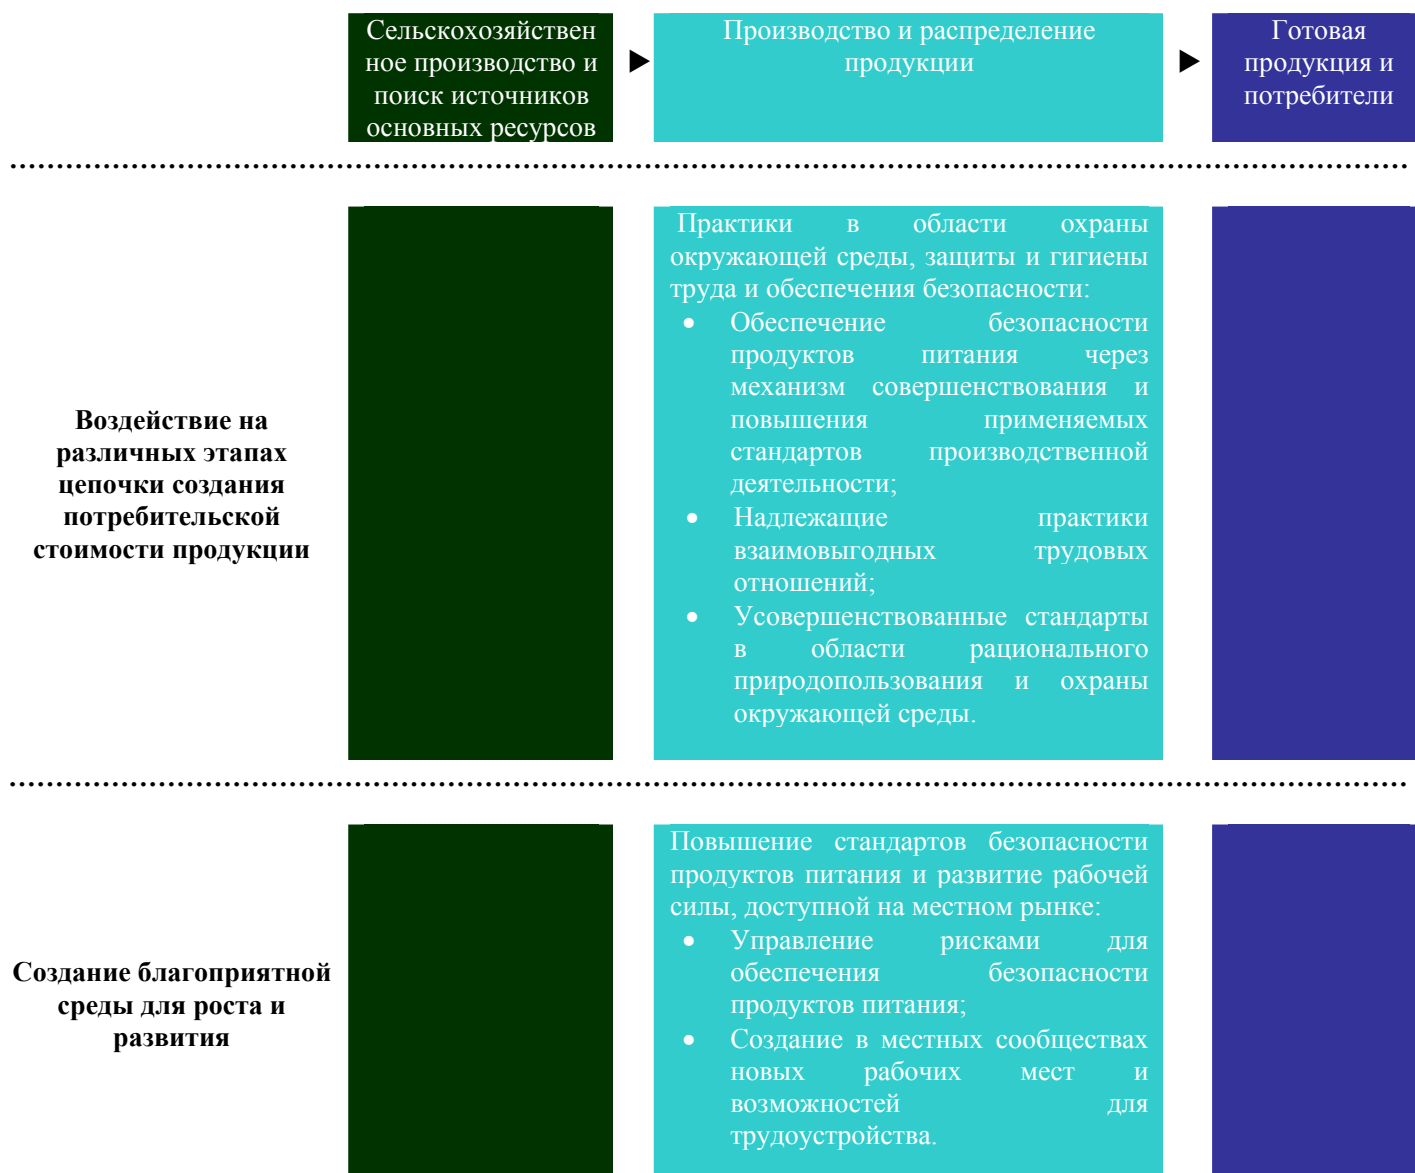 Сельскохозяйствен
ное производство и
поиск источников
основных ресурсов
Производство и распределение
продукции
Готовая
продукция и
потребители
Воздействие на
различных этапах
цепочки создания
потребительской
стоимости продукции
Практики в области охраны
окружающей среды, защиты и гигиены
труда и обеспечения безопасности:
• Обеспечение безопасности
продуктов питания через
механизм совершенствования и
повышения применяемых
стандартов производственной
деятельности;
• Надлежащие практики
взаимовыгодных трудовых
отношений;
• Усовершенствованные стандарты
в области рационального
природопользования и охраны
окружающей среды.
Создание благоприятной
среды для роста и
развития
Повышение стандартов безопасности
продуктов питания и развитие рабочей
силы, доступной на местном рынке:
• Управление рисками для
обеспечения безопасности
продуктов питания;
• Создание в местных сообществах
новых рабочих мест и
возможностей для
трудоустройства.